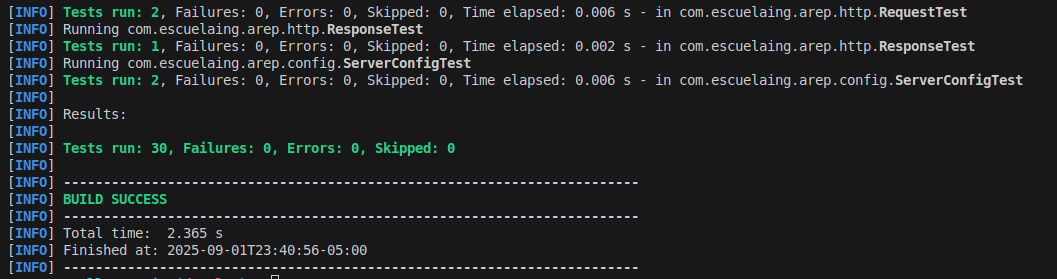 [INFO] Tests run: 2, Failures: 0, Errors: 0, Skipped: 0, Time elapsed: 0.006 s - in com.escuelaing.arep.http.RequestTest
[INFO] Running com.escuelaing.arep.http.ResponseTest
[INFO] Tests run: 1, Failures: 0, Errors: 0, Skipped: 0, Time elapsed: 0.002 s - in com.escuelaing.arep.http.ResponseTest
[INFO] Running com.escuelaing.arep.config.ServerConfigTest
[INFO] Tests run: 2, Failures: 0, Errors: 0, Skipped: 0, Time elapsed: 0.006 s - in com.escuelaing.arep.config.ServerConfigTest
[INFO]
[INFO] Results:
[INFO]
[INFO] Tests run: 30, Failures: 0, Errors: 0, Skipped: 0
[INFO]
[INFO] ------------------------------------------------------------------------
[INFO] BUILD SUCCESS
[INFO] ------------------------------------------------------------------------
[INFO] Total time:  2.365 s
[INFO] Finished at: 2025-09-01T23:40:56-05:00
[INFO] ------------------------------------------------------------------------